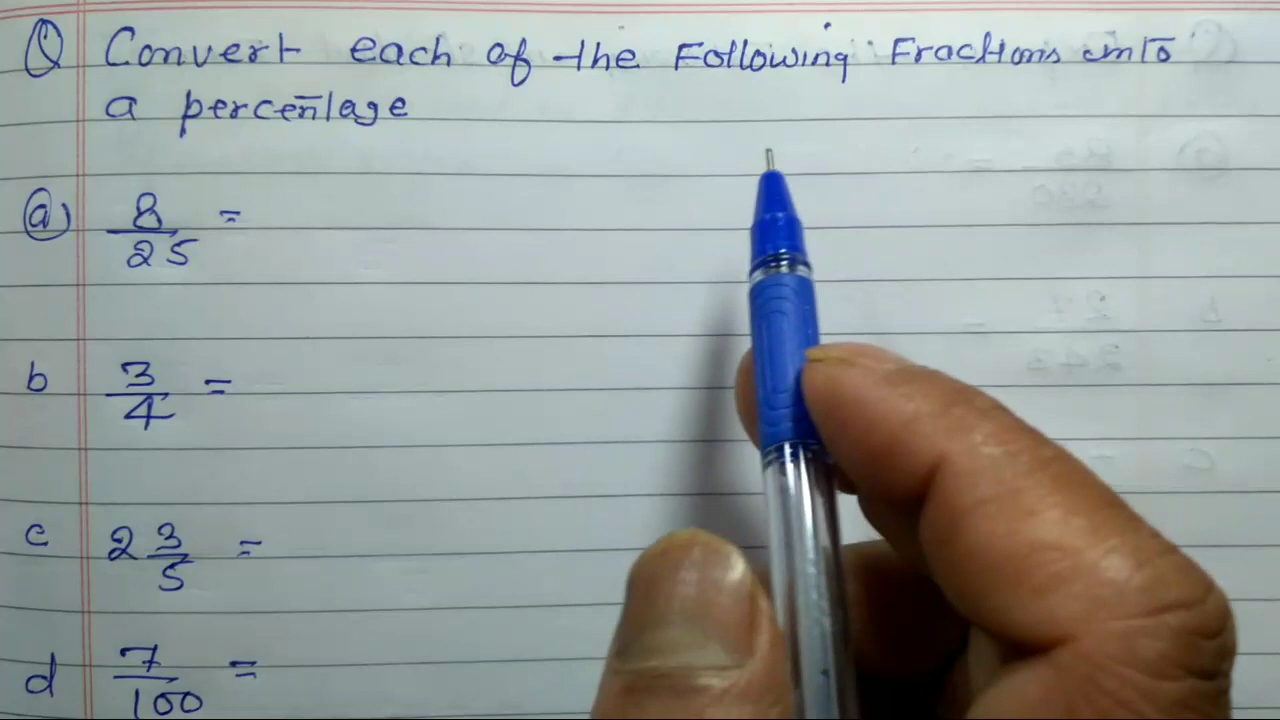 Q Convert each of the Following Fractions into
a percentage
a) 8/25 =
b 3/4 =
c 2 3/5 =
d 7/100 =